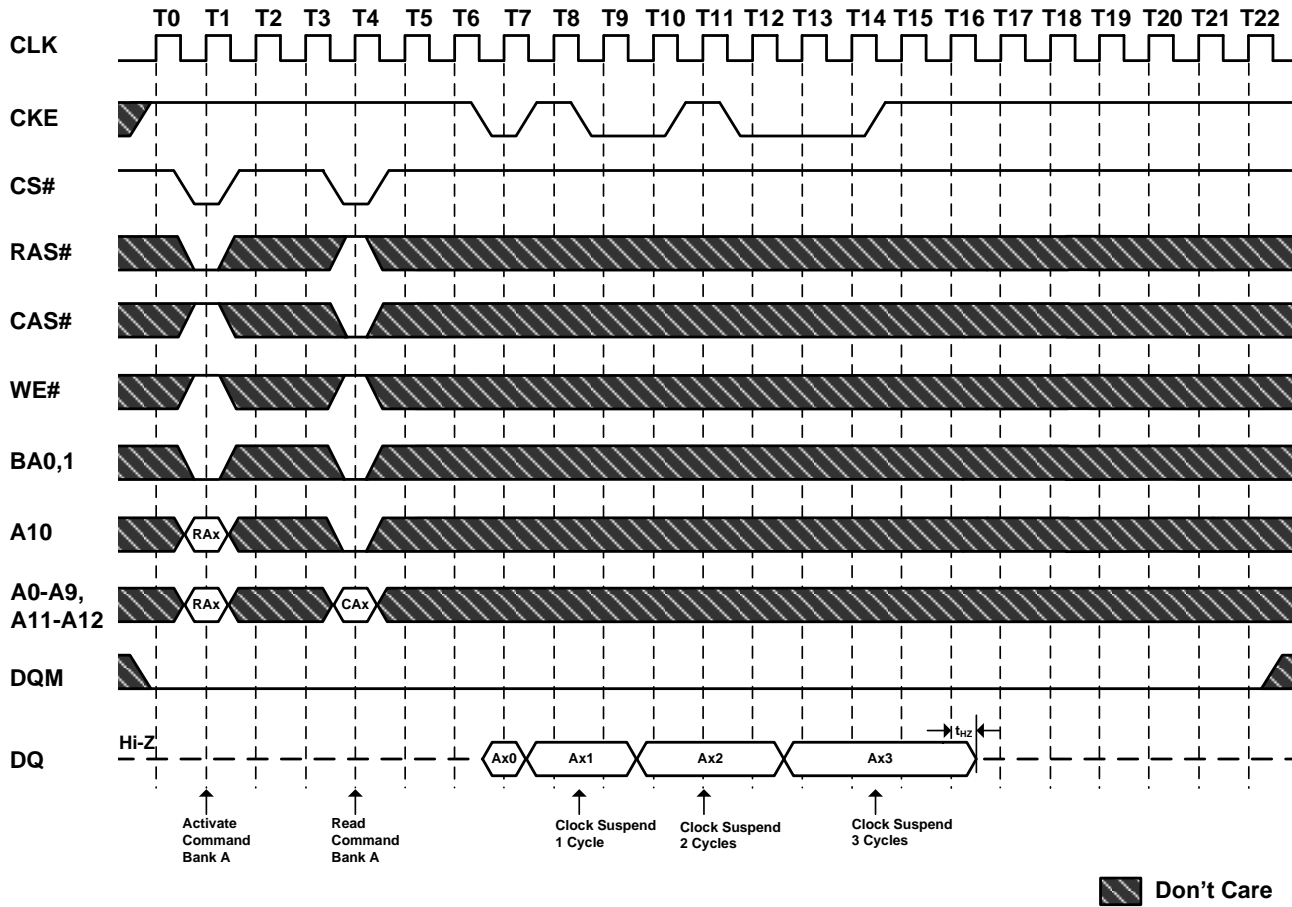 T0 T1 T2 T3 T4 T5 T6 T7 T8 T9 T10 T11 T12 T13 T14 T15 T16 T17 T18 T19 T20 T21 T22
CLK
CKE
CS#
RAS#
CAS#
WE#
BA0,1
A10
RAx
A0-A9,
A11-A12
RAx
CAx
DQM
Hi-Z
tHZ
DQ
Ax0
Ax1
Ax2
Ax3
Activate
Command
Bank A
Read
Command
Bank A
Clock Suspend
1 Cycle
Clock Suspend
2 Cycles
Clock Suspend
3 Cycles
Don't Care